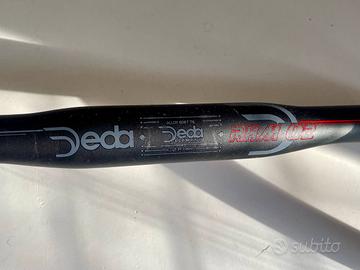 Deda
ALLOY 6061 T6
Deda
RHM 02
subito